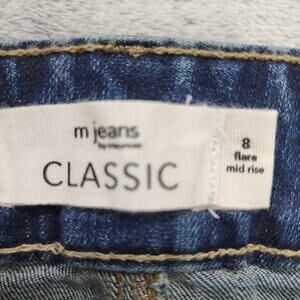 m jeans
by maurices
CLASSIC
8
flare
mid rise